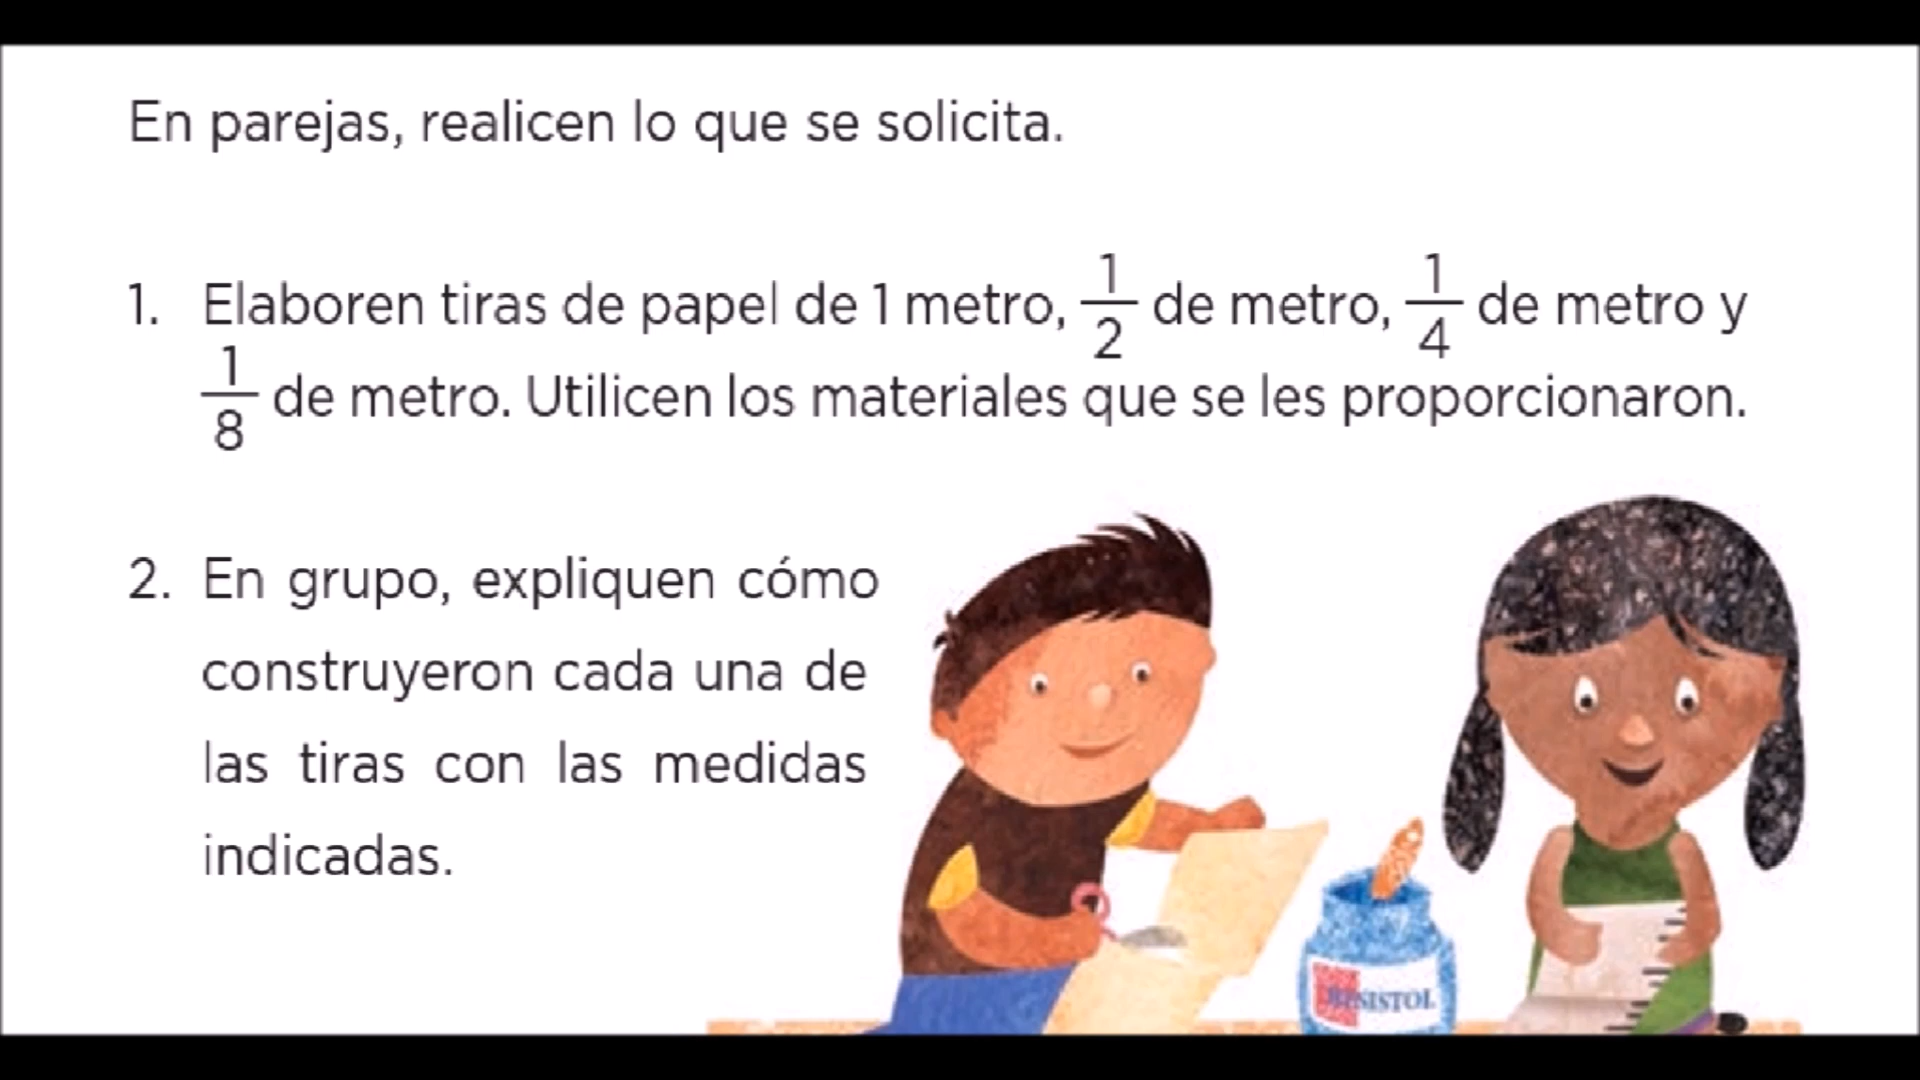 En parejas, realicen lo que se solicita.
1. Elaboren tiras de papel de 1 metro, 1/2 de metro, 1/4 de metro y
1/8 de metro. Utilicen los materiales que se les proporcionaron.
2. En grupo, expliquen cómo
construyeron cada una de
las tiras con las medidas
indicadas.
RESISTOL